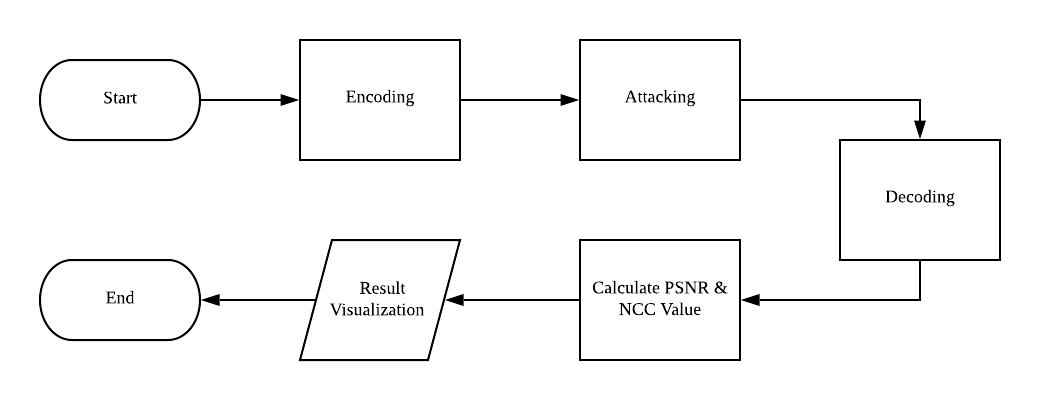 Start
Encoding
Attacking
Decoding
Calculate PSNR &
NCC Value
Result
Visualization
End